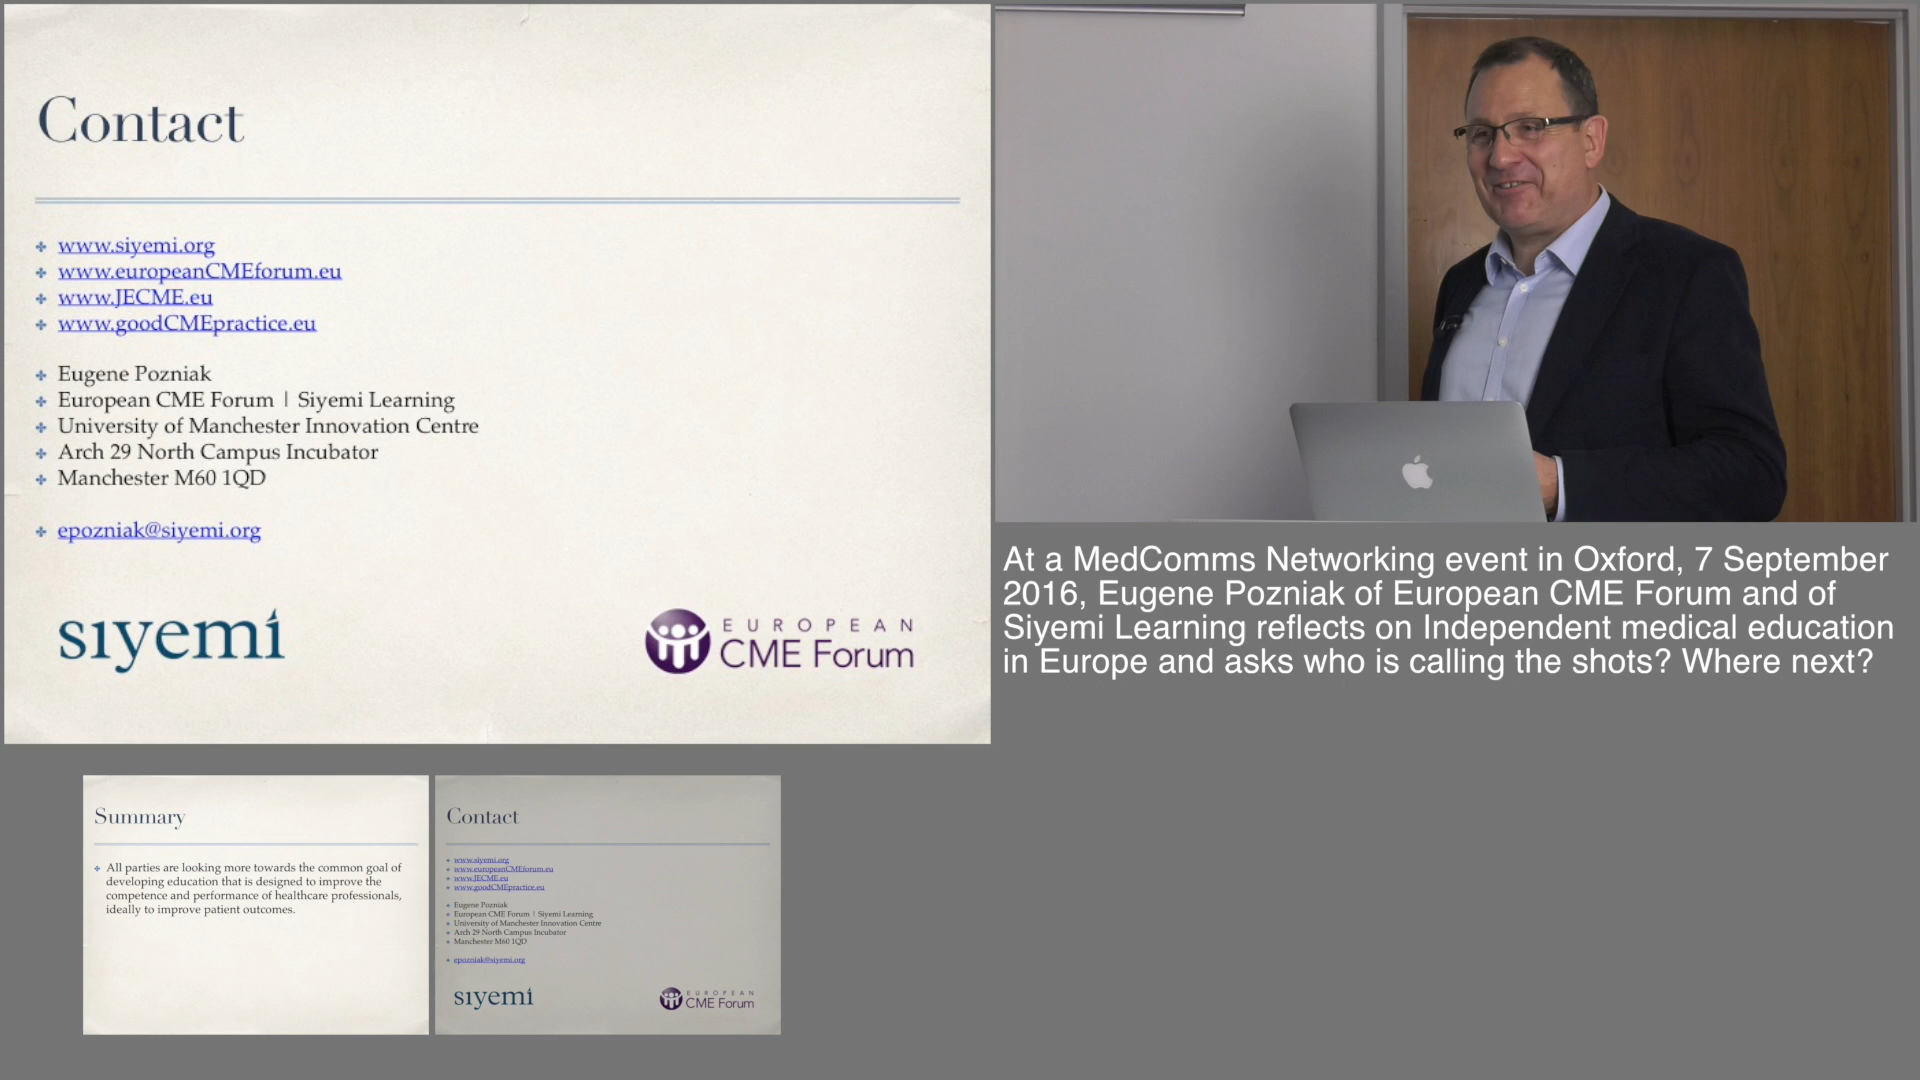 Contact
www.siyemi.org
www.europeanCMEforum.eu
www.JECME.eu
www.goodCMEpractice.eu
Eugene Pozniak
European CME Forum | Siyemi Learning
University of Manchester Innovation Centre
Arch 29 North Campus Incubator
Manchester M60 1QD
epozniak@siyemi.org
sıyemí
EUROPEAN
CME Forum
At a MedComms Networking event in Oxford, 7 September
2016, Eugene Pozniak of European CME Forum and of
Siyemi Learning reflects on Independent medical education
in Europe and asks who is calling the shots? Where next?
Summary
All parties are looking more towards the common goal of
developing education that is designed to improve the
competence and performance of healthcare professionals,
ideally to improve patient outcomes.
Contact
www.siyemi.org
www.europeanCMEforum.eu
www.JECME.eu
www.goodCMEpractice.eu
Eugene Pozniak
European CME Forum | Siyemi Learning
University of Manchester Innovation Centre
Arch 29 North Campus Incubator
Manchester M60 1QD
epozniak@siyemi.org
sıyemí
EUROPEAN
CME Forum